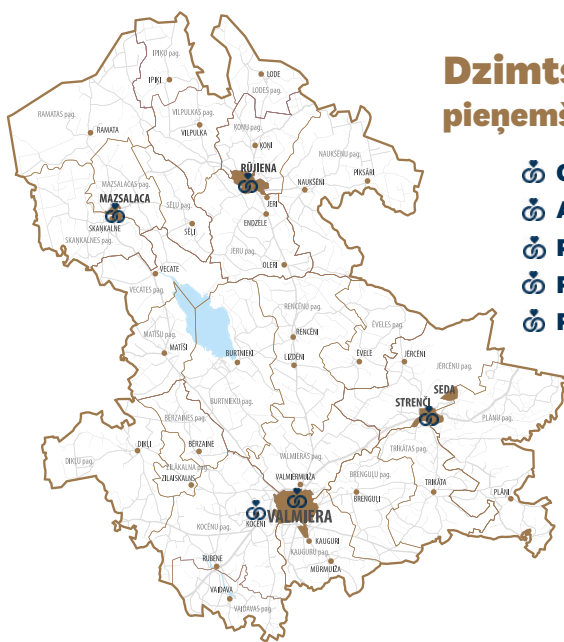 Dzimts
pieņemš
C
A
R
R
R
IPIĶU pag.
IPIĶI
LODE
LODES pag.
RAMATAS pag.
RAMATA
VILPULKAS pag.
VILPULKA
KOŅU pag.
KOŅI
NAUKŠĒNU pag.
PIKSĀRI
RŪJIENA
NAUKŠĒNI
MAZSALACAS pag.
MAZSALACA
SKAŅKALNE
SKAŅKALNES pag.
SĒĻU pag.
SĒĻI
JERI
ENDZELE
JERU pag.
OLERI
VECATE
VECATES pag.
MATĪŠU pag.
MATĪŠI
BURTNIEKI
BURTNIEKU pag.
RENCĒNU pag.
RENCĒNI
LIZDĒNI
ĒVELES pag.
ĒVELE
JĒRCĒNI
JĒRCĒNU pag.
SEDA
STRENČI
PLĀŅU pag.
BĒRZAINES pag.
BĒRZAINE
DIKĻI
DIKĻU pag.
ZILĀKALNA pag.
ZILAISKALNS
VALMIERAS pag.
VALMIERMUIŽA
TRIKĀTAS pag.
TRIKĀTA
BRENGUĻU pag.
BRENGUĻI
PLĀŅI
KOCĒNI
VALMIERA
KOCĒNU pag.
KAUGURI
KAUGURU pag.
MŪRMUIŽA
RUBENE
VAIDAVA
VAIDAVAS pag.